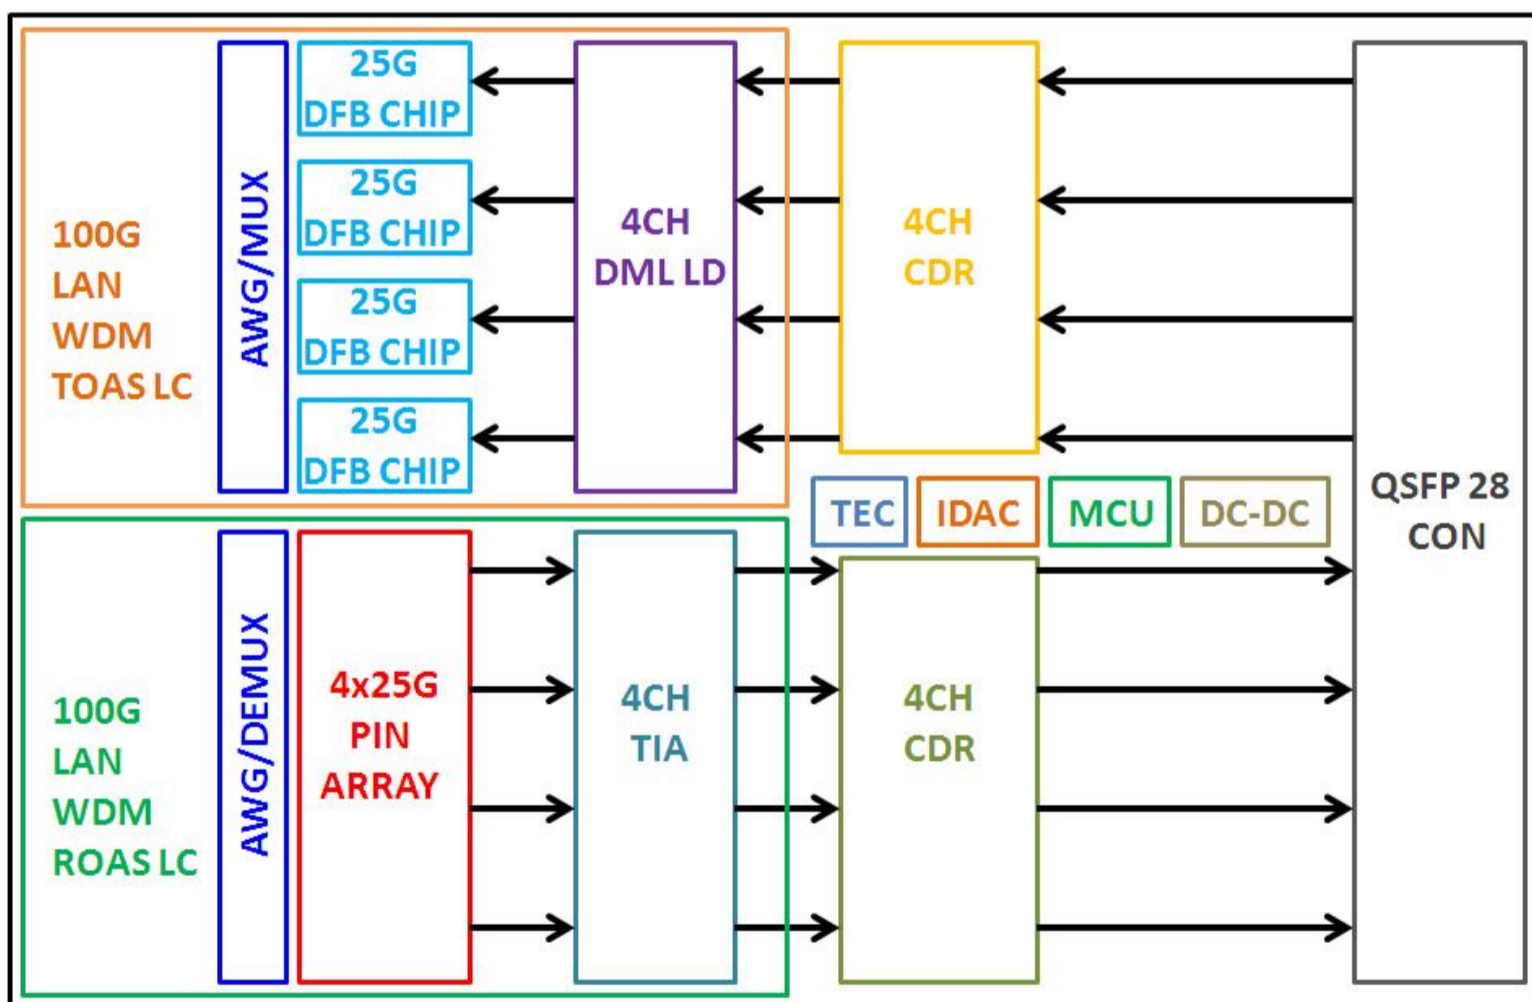 100G
LAN
WDM
TOAS LC
AWG/MUX
25G
DFB CHIP
25G
DFB CHIP
25G
DFB CHIP
25G
DFB CHIP
4CH
DML LD
4CH
CDR
TEC
IDAC
MCU
DC-DC
QSFP 28
CON
100G
LAN
WDM
ROAS LC
AWG/DEMUX
4x25G
PIN
ARRAY
4CH
TIA
4CH
CDR